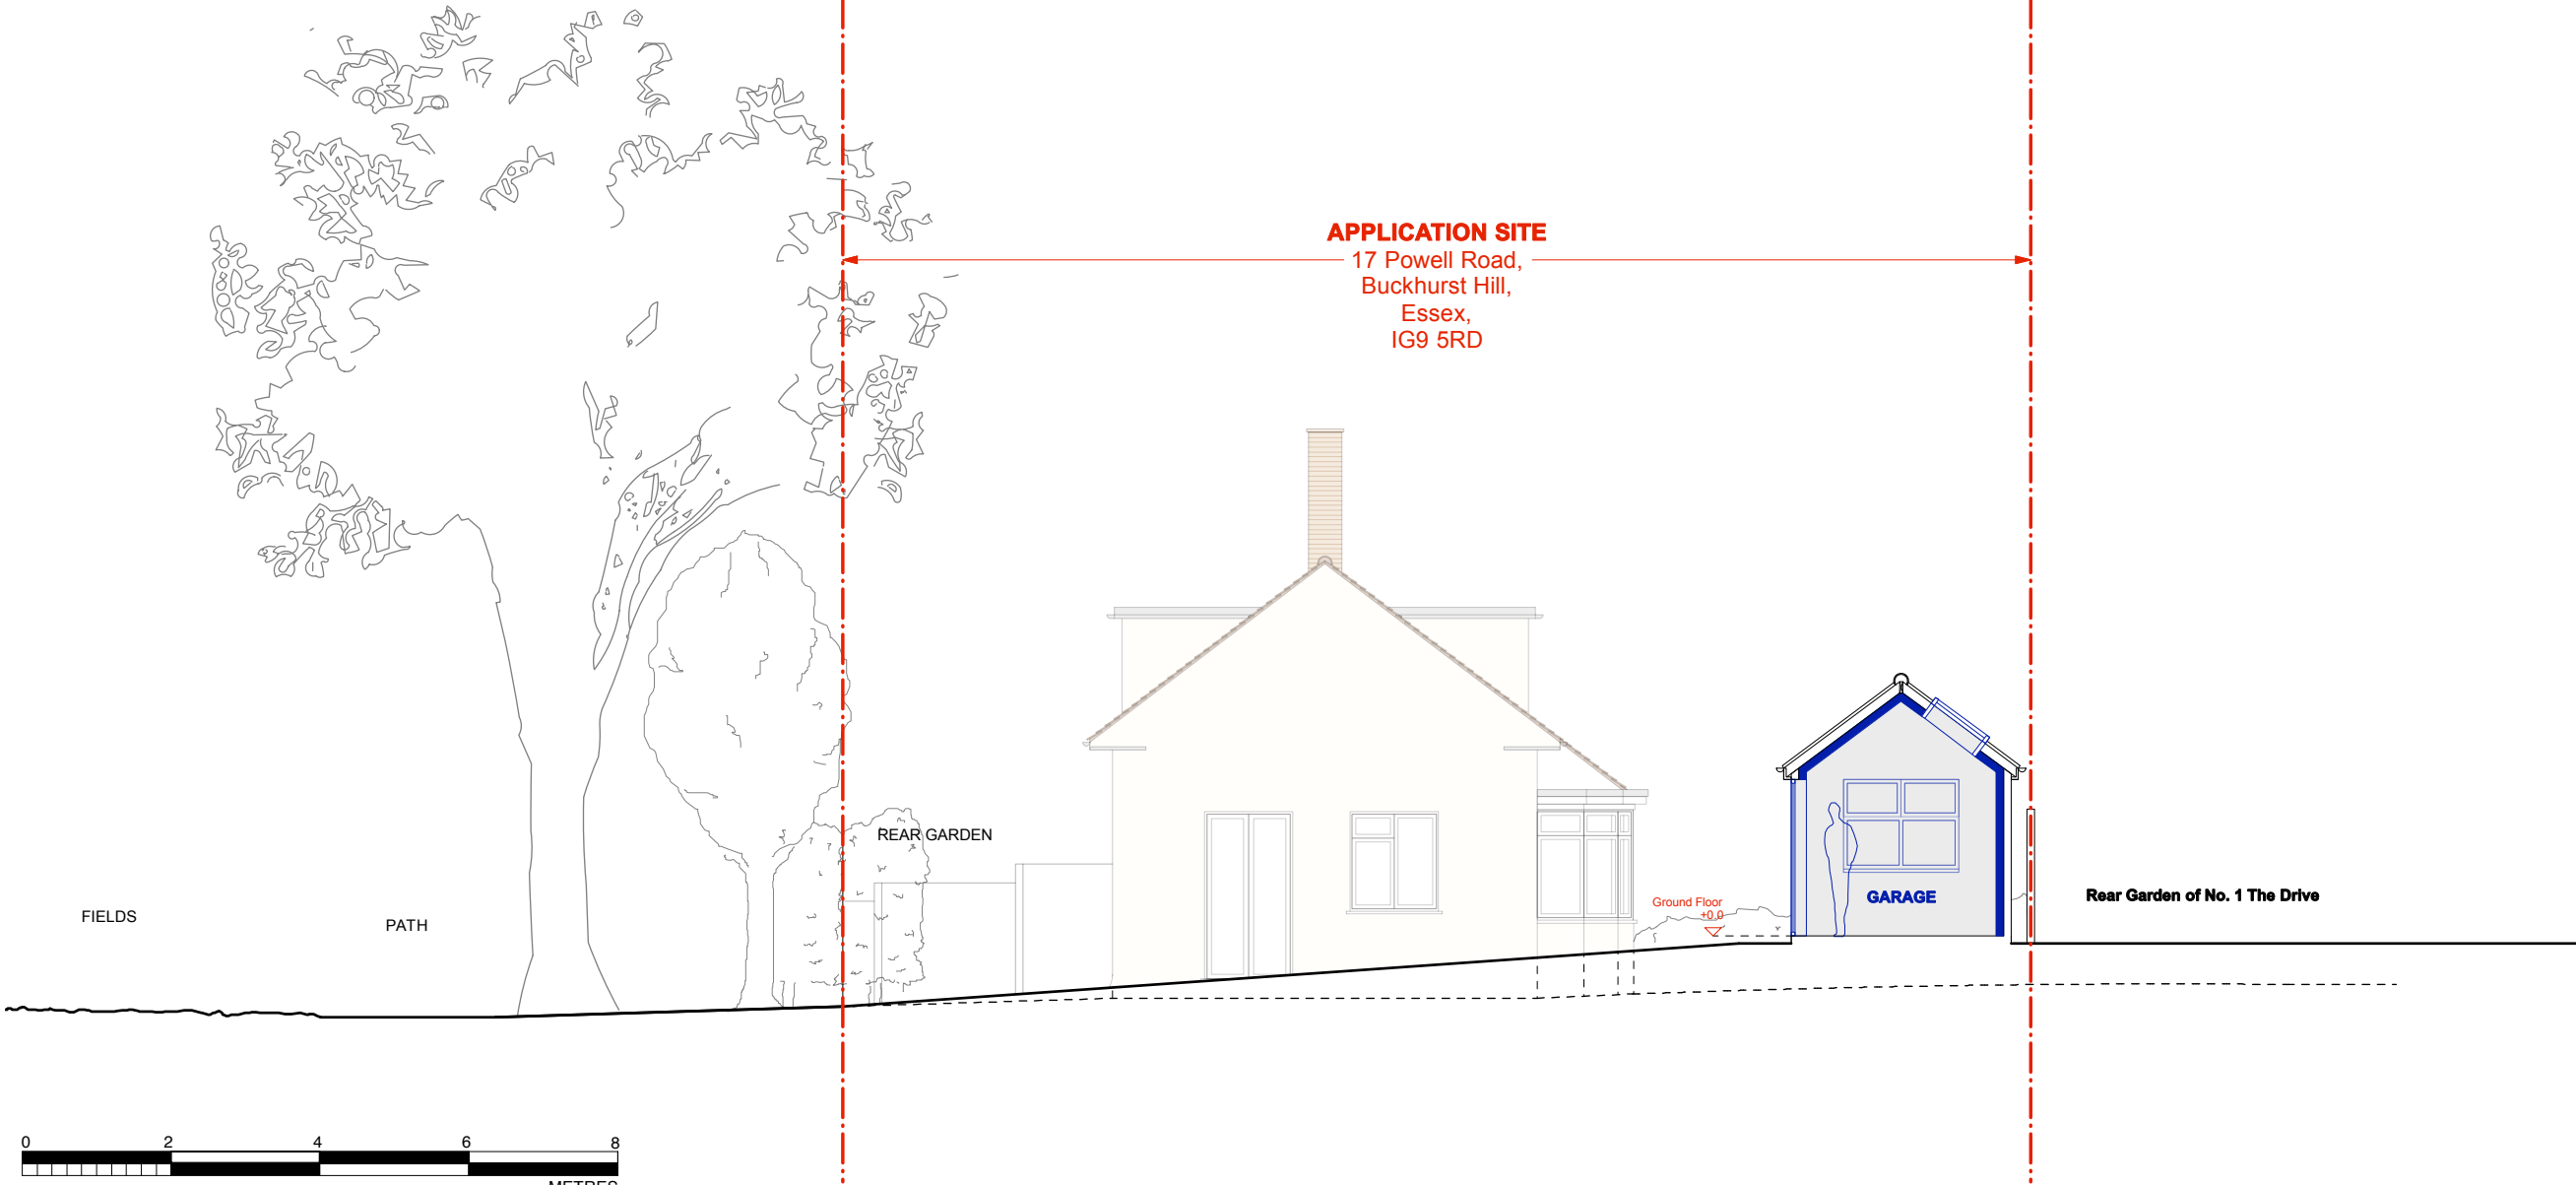 APPLICATION SITE
17 Powell Road,
Buckhurst Hill,
Essex,
IG9 5RD
REAR GARDEN
FIELDS
PATH
Ground Floor
+0.0
GARAGE
Rear Garden of No. 1 The Drive
0 2 4 6 8
METRES